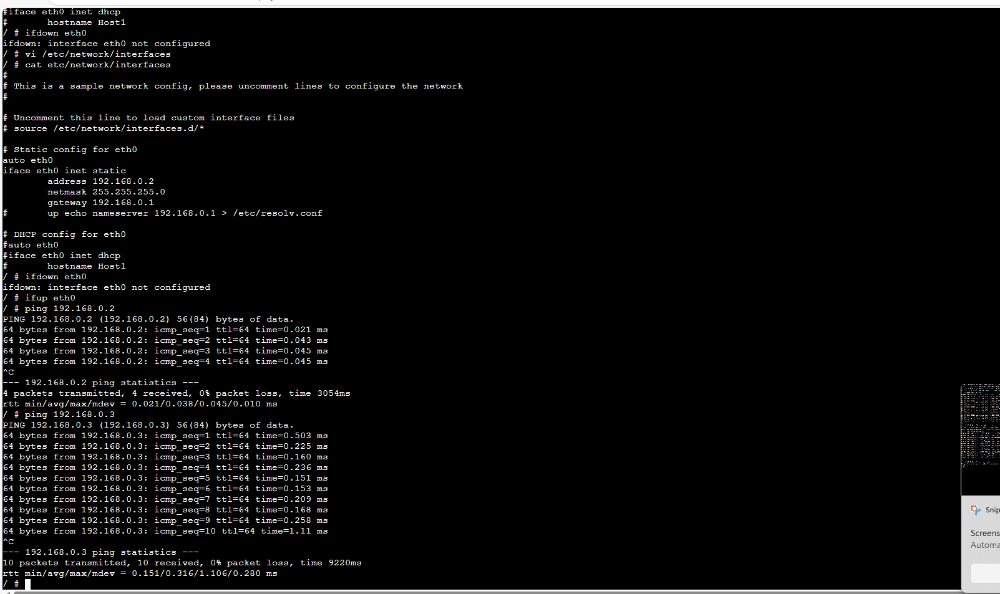 #iface eth0 inet dhcp
#       hostname Host1
/ # ifdown eth0
ifdown: interface eth0 not configured
/ # vi /etc/network/interfaces
/ # cat etc/network/interfaces
#
# This is a sample network config, please uncomment lines to configure the network
#
# Uncomment this line to load custom interface files
# source /etc/network/interfaces.d/*
# Static config for eth0
auto eth0
iface eth0 inet static
        address 192.168.0.2
        netmask 255.255.255.0
        gateway 192.168.0.1
#       up echo nameserver 192.168.0.1 > /etc/resolv.conf
# DHCP config for eth0
#auto eth0
#iface eth0 inet dhcp
#       hostname Host1
/ # ifdown eth0
ifdown: interface eth0 not configured
/ # ifup eth0
/ # ping 192.168.0.2
PING 192.168.0.2 (192.168.0.2) 56(84) bytes of data.
64 bytes from 192.168.0.2: icmp_seq=1 ttl=64 time=0.021 ms
64 bytes from 192.168.0.2: icmp_seq=2 ttl=64 time=0.043 ms
64 bytes from 192.168.0.2: icmp_seq=3 ttl=64 time=0.045 ms
64 bytes from 192.168.0.2: icmp_seq=4 ttl=64 time=0.045 ms
^C
--- 192.168.0.2 ping statistics ---
4 packets transmitted, 4 received, 0% packet loss, time 3054ms
rtt min/avg/max/mdev = 0.021/0.038/0.045/0.010 ms
/ # ping 192.168.0.3
PING 192.168.0.3 (192.168.0.3) 56(84) bytes of data.
64 bytes from 192.168.0.3: icmp_seq=1 ttl=64 time=0.503 ms
64 bytes from 192.168.0.3: icmp_seq=2 ttl=64 time=0.225 ms
64 bytes from 192.168.0.3: icmp_seq=3 ttl=64 time=0.160 ms
64 bytes from 192.168.0.3: icmp_seq=4 ttl=64 time=0.236 ms
64 bytes from 192.168.0.3: icmp_seq=5 ttl=64 time=0.151 ms
64 bytes from 192.168.0.3: icmp_seq=6 ttl=64 time=0.153 ms
64 bytes from 192.168.0.3: icmp_seq=7 ttl=64 time=0.209 ms
64 bytes from 192.168.0.3: icmp_seq=8 ttl=64 time=0.168 ms
64 bytes from 192.168.0.3: icmp_seq=9 ttl=64 time=0.258 ms
64 bytes from 192.168.0.3: icmp_seq=10 ttl=64 time=1.11 ms
^C
--- 192.168.0.3 ping statistics ---
10 packets transmitted, 10 received, 0% packet loss, time 9220ms
rtt min/avg/max/mdev = 0.151/0.316/1.106/0.280 ms
/ #
Snip
Screens
Automa